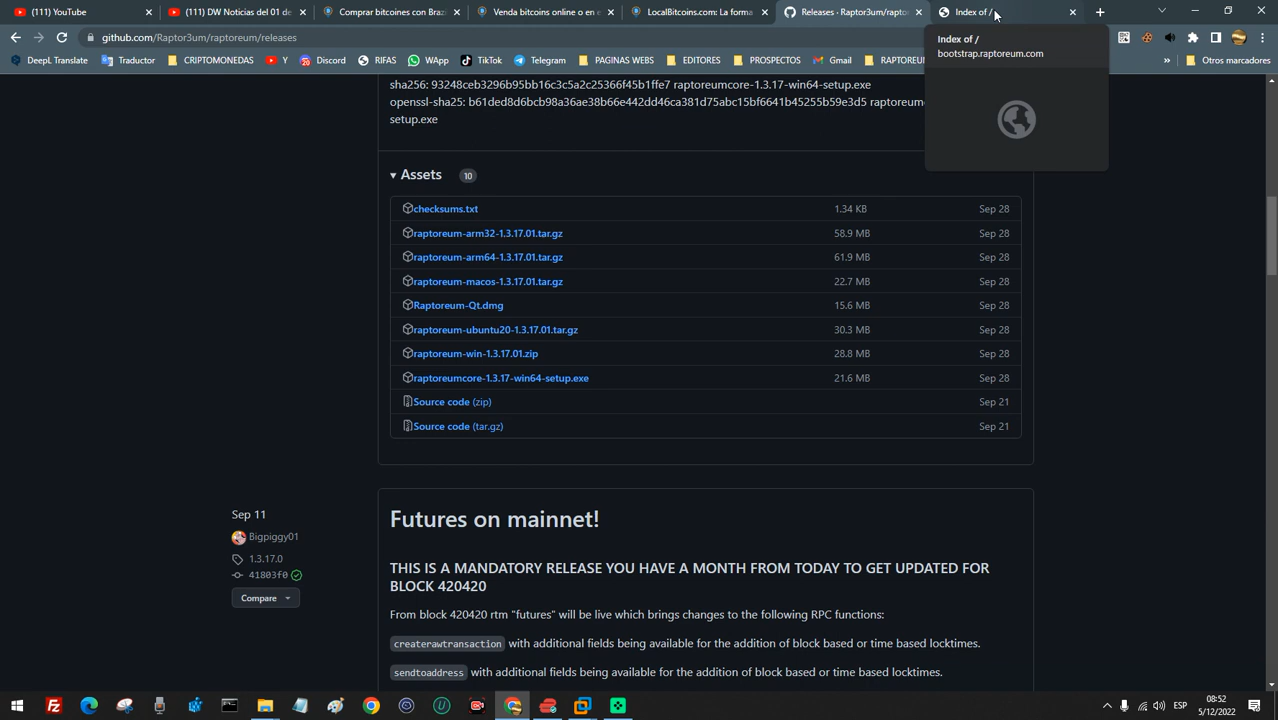 (111) YouTube
(111) DW Noticias del 01 de
Comprar bitcoines con Brazi
Venda bitcoins online o en e
LocalBitcoins.com: La forma
Releases · Raptor3um/rapto
Index of /
github.com/Raptor3um/raptoreum/releases
DeepL Translate
Traductor
CRIPTOMONEDAS
Y
Discord
RIFAS
WApp
TikTok
Telegram
PAGINAS WEBS
EDITORES
PROSPECTOS
Gmail
RAPTOREU
»
Otros marcadores
Index of /
bootstrap.raptoreum.com
sha256: 93248ceb3296b95bb16c3c5a2c25366f45b1ffe7 raptoreumcore-1.3.17-win64-setup.exe
openssl-sha25: b61ded8d6bcb98a36ae38b66e442dd46ca381d75abc15bf6641b45255b59e3d5 raptoreum
setup.exe
Assets 10
checksums.txt 1.34 KB Sep 28
raptoreum-arm32-1.3.17.01.tar.gz 58.9 MB Sep 28
raptoreum-arm64-1.3.17.01.tar.gz 61.9 MB Sep 28
raptoreum-macos-1.3.17.01.tar.gz 22.7 MB Sep 28
Raptoreum-Qt.dmg 15.6 MB Sep 28
raptoreum-ubuntu20-1.3.17.01.tar.gz 30.3 MB Sep 28
raptoreum-win-1.3.17.01.zip 28.8 MB Sep 28
raptoreumcore-1.3.17-win64-setup.exe 21.6 MB Sep 28
Source code (zip) Sep 21
Source code (tar.gz) Sep 21
Sep 11
Bigpiggy01
1.3.17.0
41803f0
Compare
Futures on mainnet!
THIS IS A MANDATORY RELEASE YOU HAVE A MONTH FROM TODAY TO GET UPDATED FOR
BLOCK 420420
From block 420420 rtm "futures" will be live which brings changes to the following RPC functions:
createrawtransaction with additional fields being available for the addition of block based or time based locktimes.
sendtoaddress with additional fields being available for the addition of block based or time based locktimes.
ESP
08:52
5/12/2022